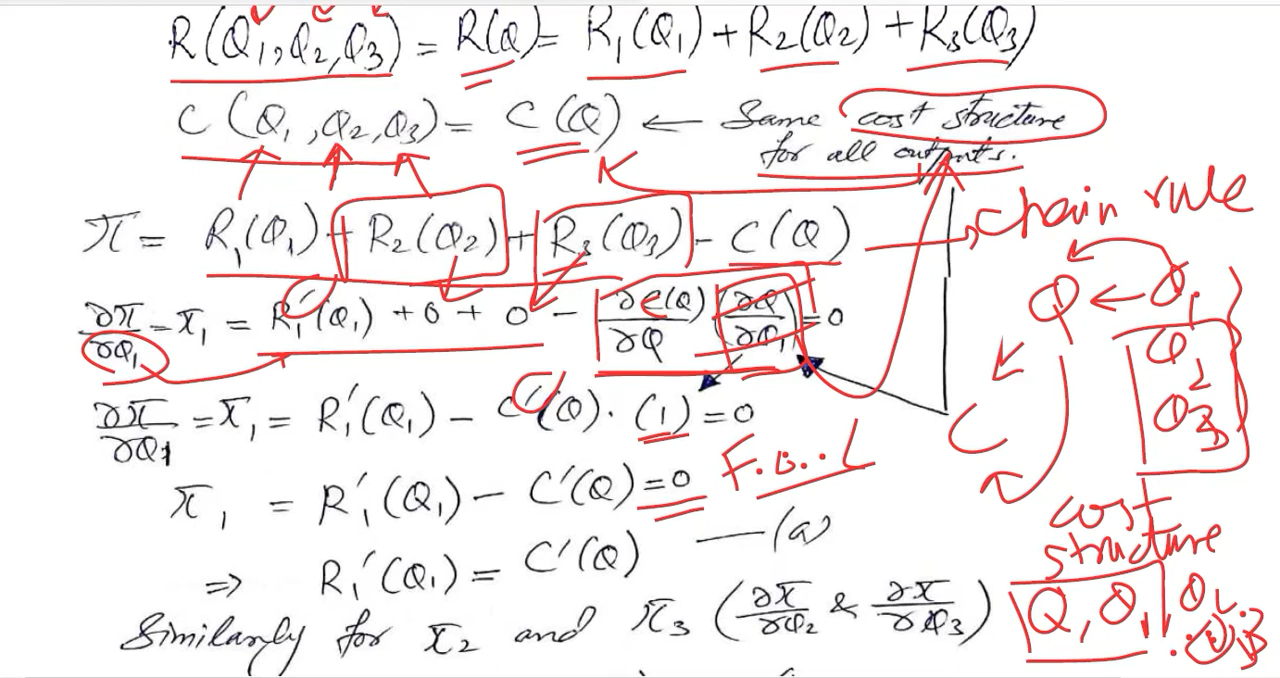 R(Q1,Q2,Q3) = R(Q) = R1(Q1) + R2(Q2) + R3(Q3)
C (Q1,Q2,Q3) = C (Q) ← Same cost structure
for all outputs.
chain rule
π = R1(Q1) + R2(Q2) + R3(Q3) - C(Q)
∂π/∂Q1 = π1 = R1'(Q1) + 0 + 0 - ∂C(Q)/∂Q (∂Q/∂Q1) = 0
Q ← Q1
Q2
Q3
C
∂π/∂Q1 = π1 = R1'(Q1) - C'(Q). (1) = 0
π1 = R1'(Q1) - C'(Q) = 0
cost
structure
⇒ R1'(Q1) = C'(Q) —(a)
Similarly for π2 and π3 (∂π/∂Q2 & ∂π/∂Q3)
Q, Q1